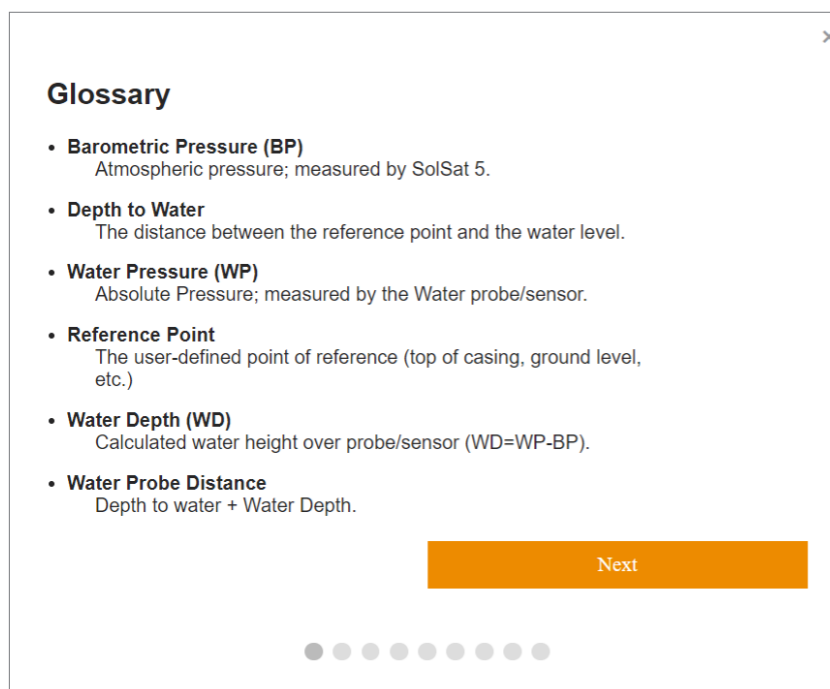 ×
Glossary
• Barometric Pressure (BP)
Atmospheric pressure; measured by SolSat 5.
• Depth to Water
The distance between the reference point and the water level.
• Water Pressure (WP)
Absolute Pressure; measured by the Water probe/sensor.
• Reference Point
The user-defined point of reference (top of casing, ground level,
etc.)
• Water Depth (WD)
Calculated water height over probe/sensor (WD=WP-BP).
• Water Probe Distance
Depth to water + Water Depth.
Next